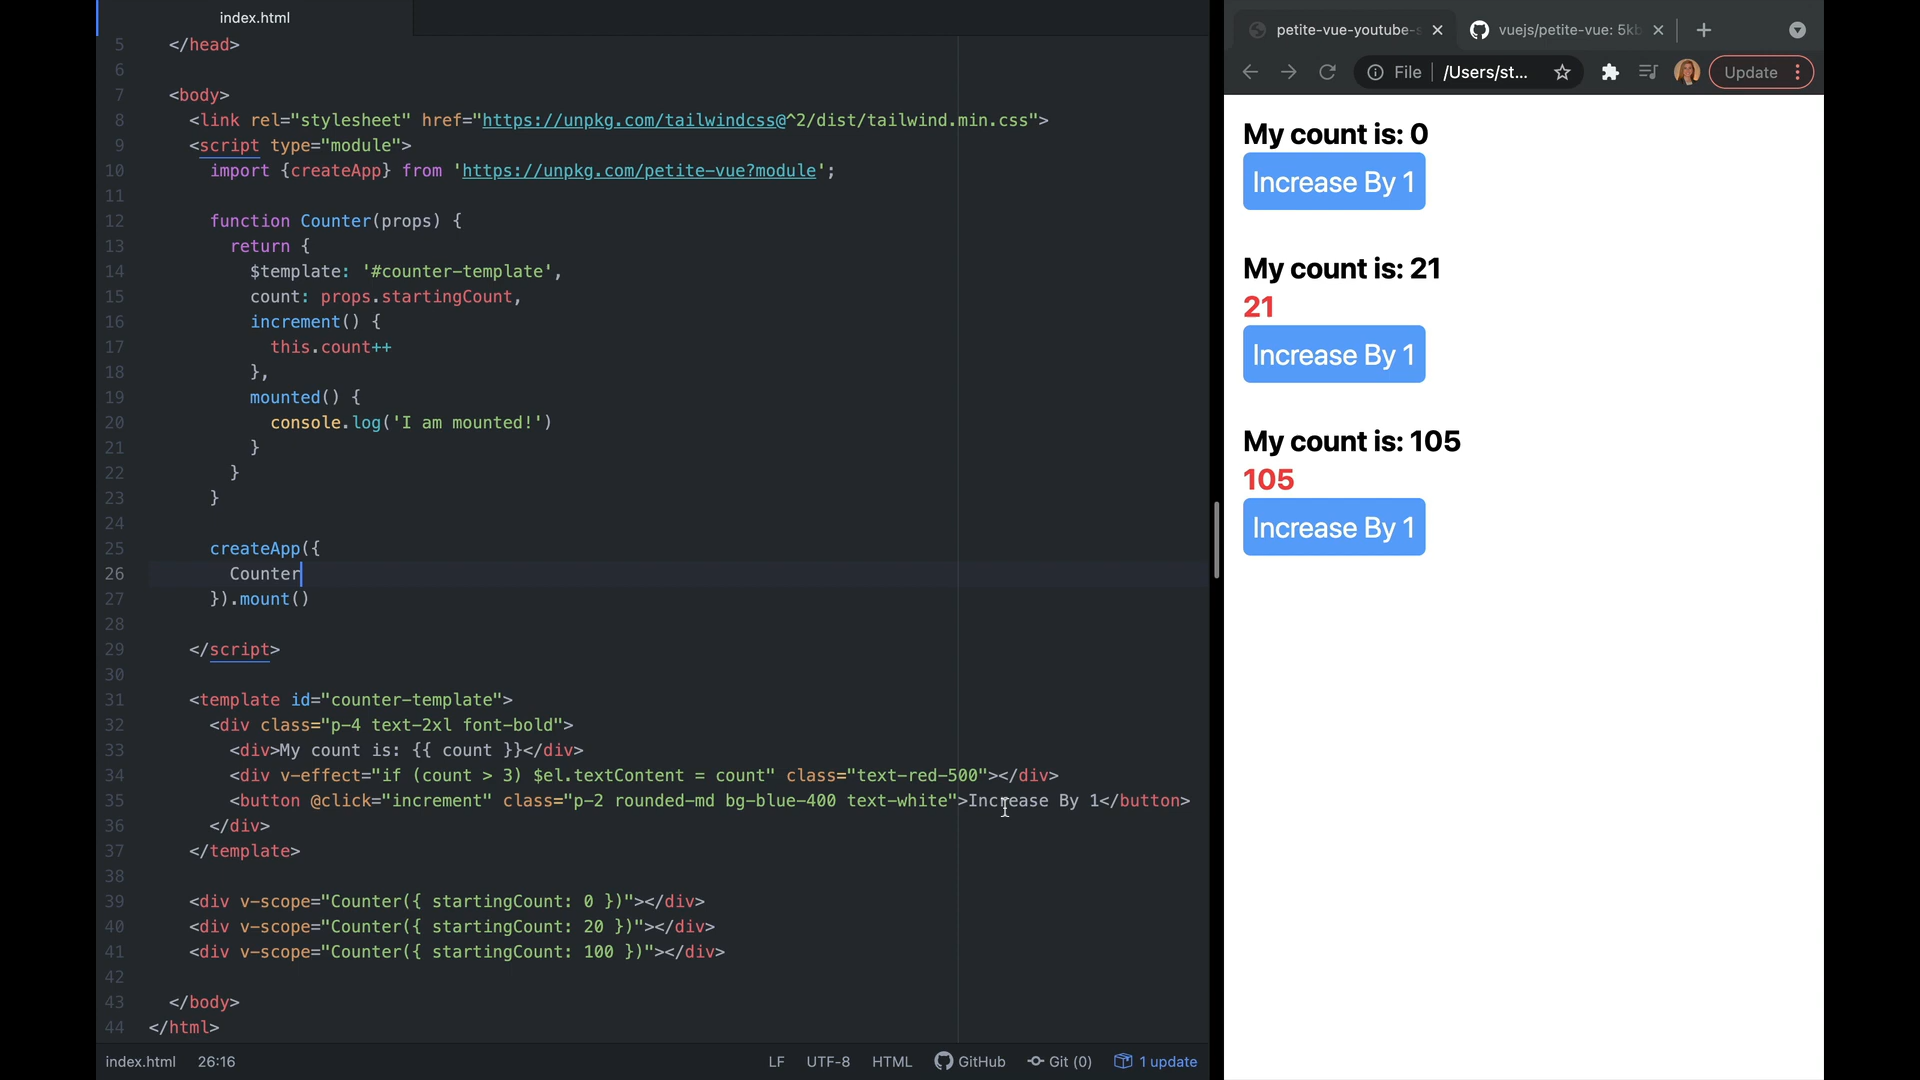 index.html
5 </head>
6
7 <body>
8 <link rel="stylesheet" href="https://unpkg.com/tailwindcss@^2/dist/tailwind.min.css">
9 <script type="module">
10 import {createApp} from 'https://unpkg.com/petite-vue?module';
11
12 function Counter(props) {
13 return {
14 $template: '#counter-template',
15 count: props.startingCount,
16 increment() {
17 this.count++
18 },
19 mounted() {
20 console.log('I am mounted!')
21 }
22 }
23 }
24
25 createApp({
26 Counter
27 }).mount()
28
29 </script>
30
31 <template id="counter-template">
32 <div class="p-4 text-2xl font-bold">
33 <div>My count is: {{ count }}</div>
34 <div v-effect="if (count > 3) $el.textContent = count" class="text-red-500"></div>
35 <button @click="increment" class="p-2 rounded-md bg-blue-400 text-white">Increase By 1</button>
36 </div>
37 </template>
38
39 <div v-scope="Counter({ startingCount: 0 })"></div>
40 <div v-scope="Counter({ startingCount: 20 })"></div>
41 <div v-scope="Counter({ startingCount: 100 })"></div>
42
43 </body>
44 </html>
index.html 26:16 LF UTF-8 HTML GitHub Git (0) 1 update
petite-vue-youtube- vuejs/petite-vue: 5kb
File /Users/st... Update
My count is: 0
Increase By 1
My count is: 21
21
Increase By 1
My count is: 105
105
Increase By 1